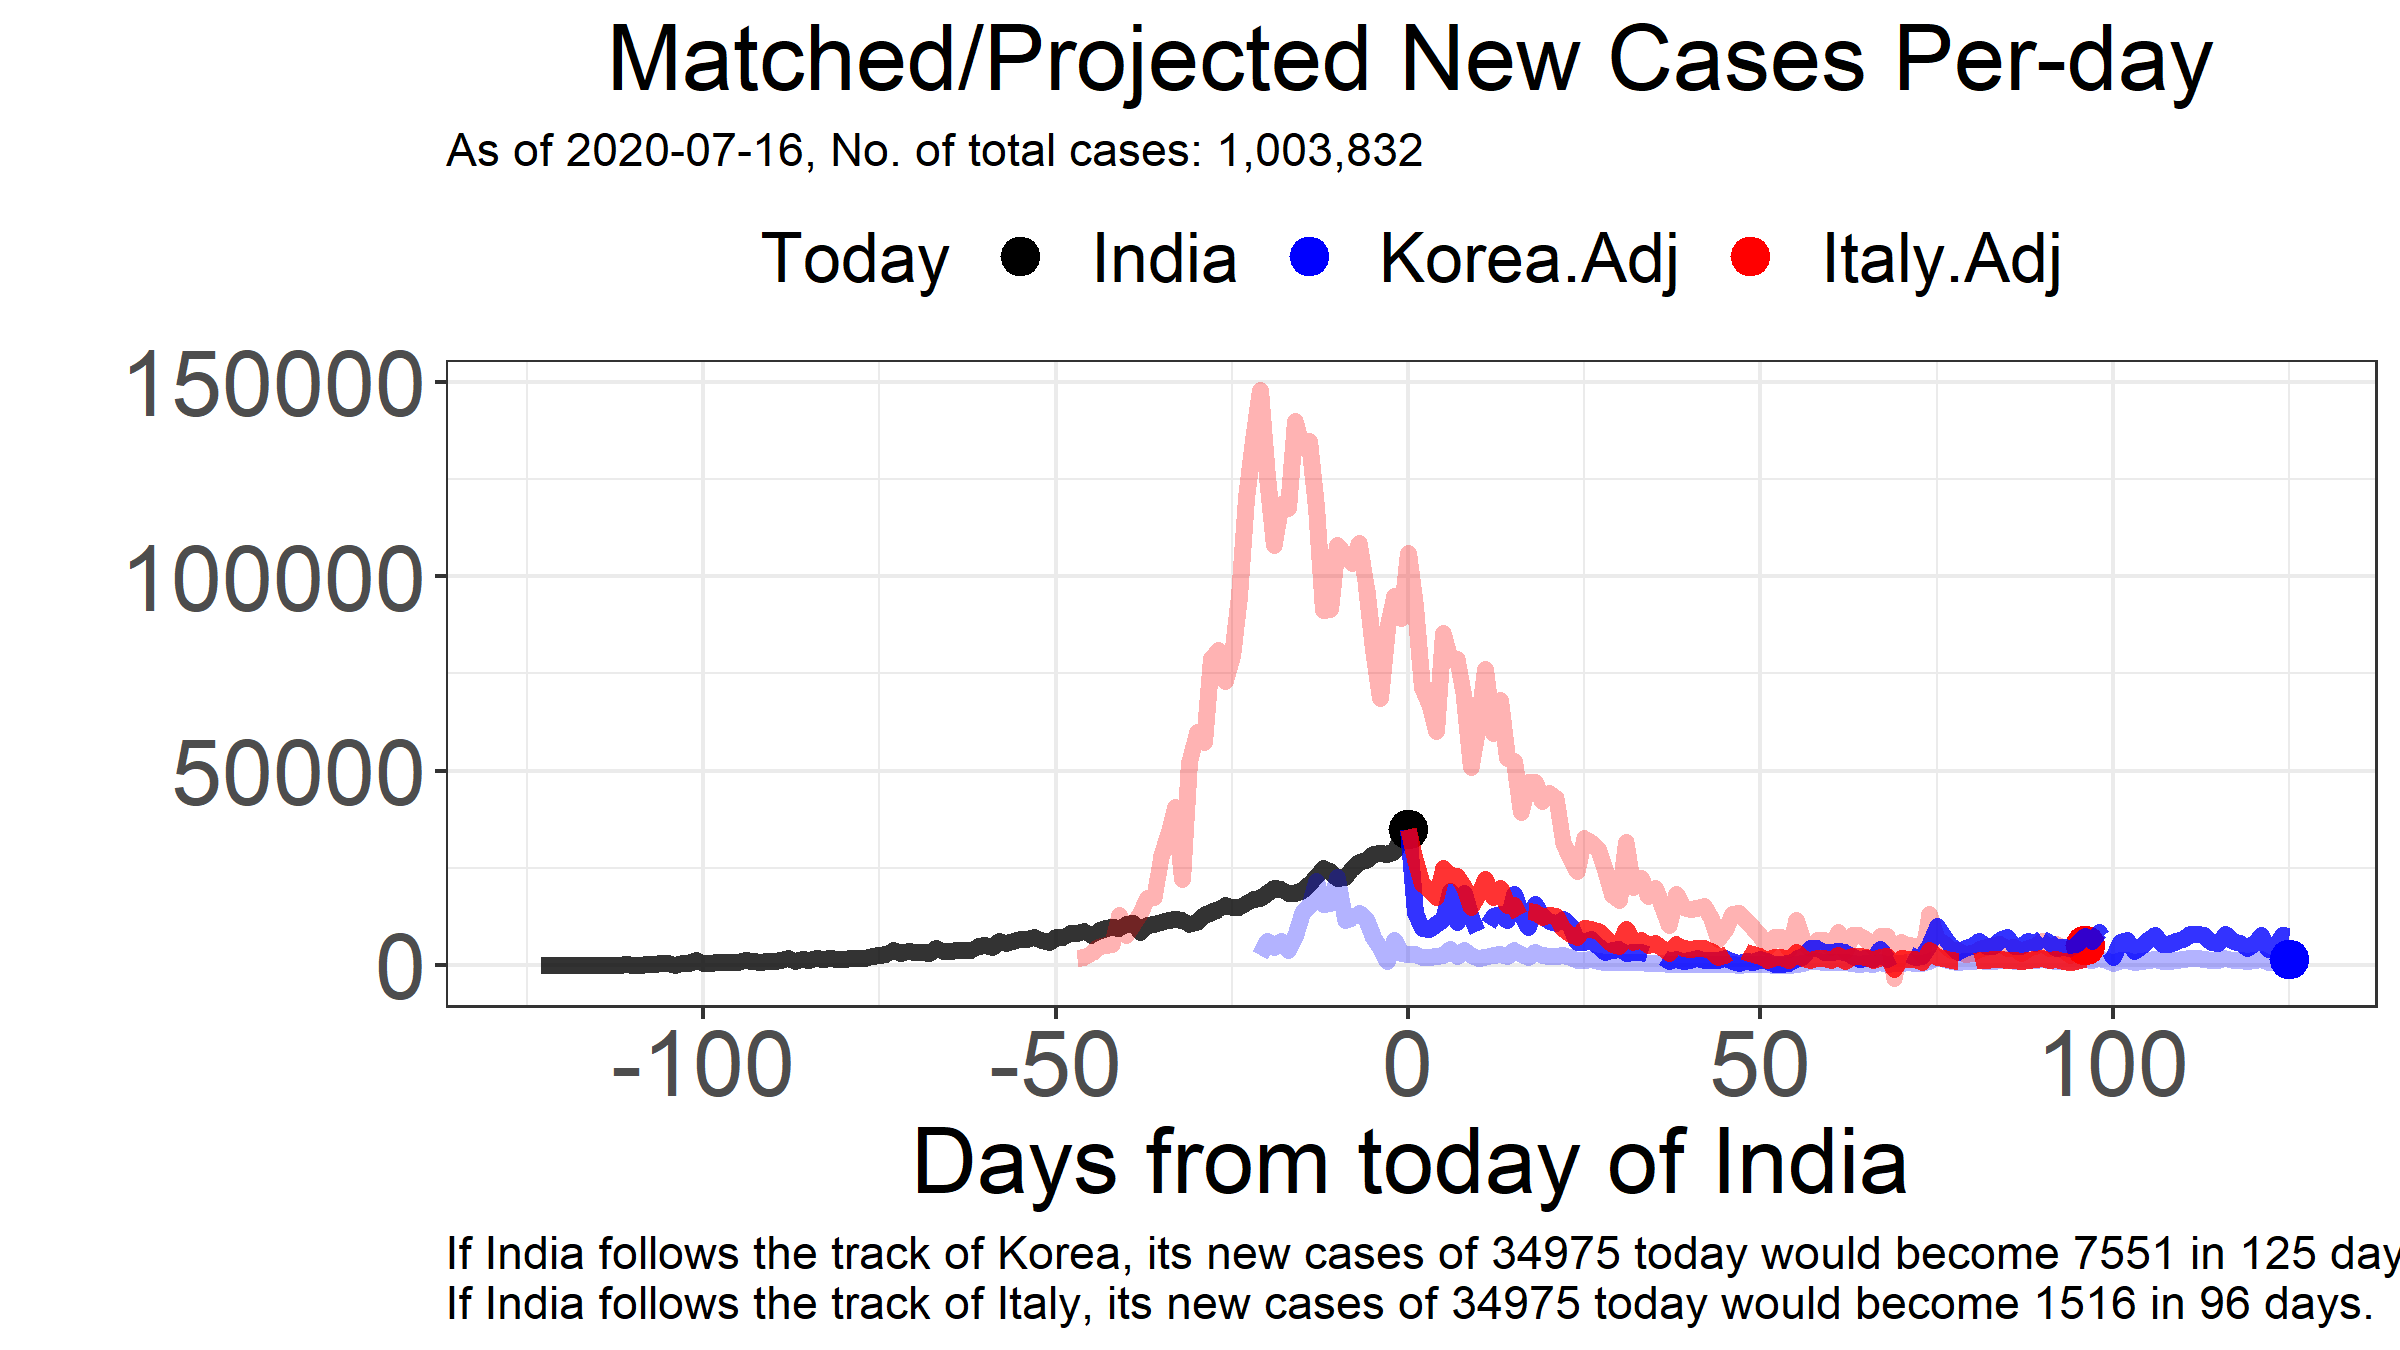 Matched/Projected New Cases Per-day
As of 2020-07-16, No. of total cases: 1,003,832
Today India Korea.Adj Italy.Adj
150000
100000
50000
0
-100 -50 0 50 100
Days from today of India
If India follows the track of Korea, its new cases of 34975 today would become 7551 in 125 day
If India follows the track of Italy, its new cases of 34975 today would become 1516 in 96 days.